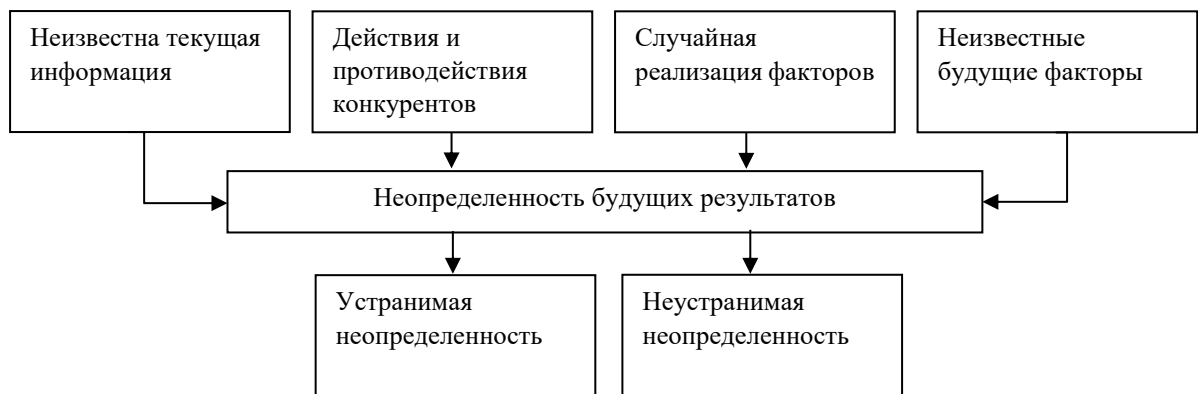 Неизвестна текущая
информация
Действия и
противодействия
конкурентов
Случайная
реализация факторов
Неизвестные
будущие факторы
Неопределенность будущих результатов
Устранимая
неопределенность
Неустранимая
неопределенность